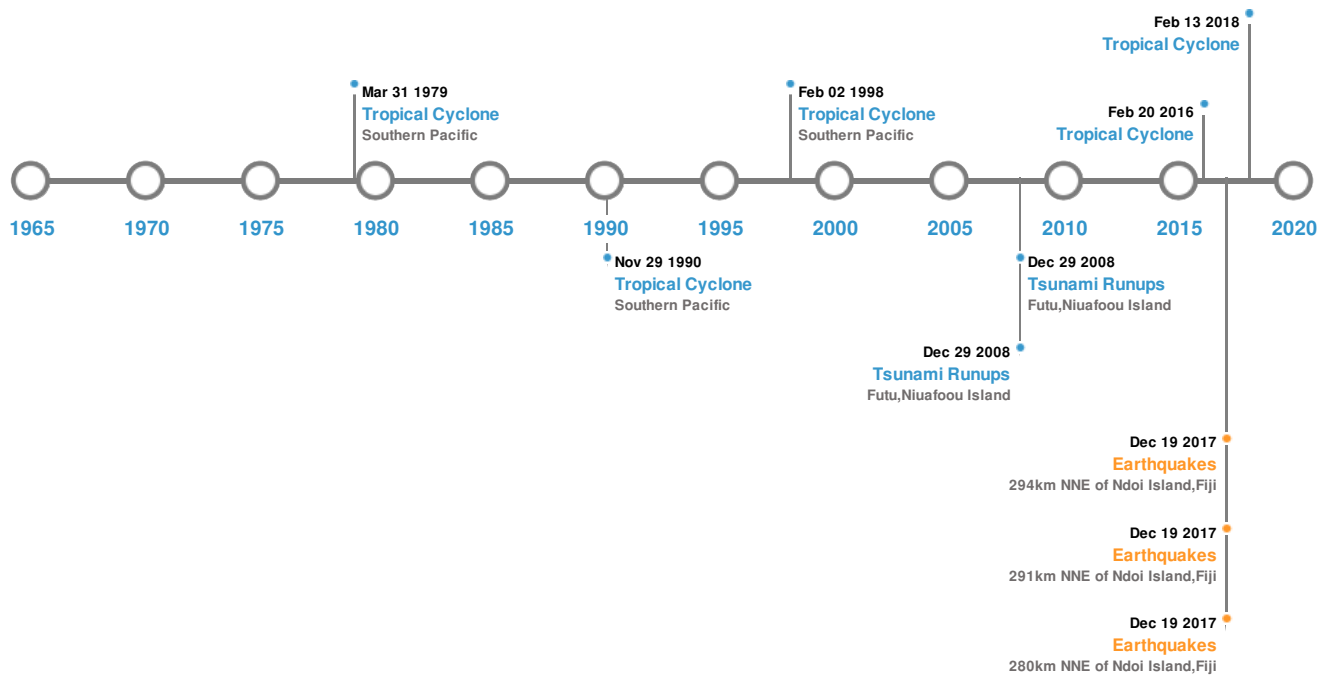 Feb 13 2018
Tropical Cyclone
Mar 31 1979
Tropical Cyclone
Southern Pacific
Feb 02 1998
Tropical Cyclone
Southern Pacific
Feb 20 2016
Tropical Cyclone
1965 1970 1975 1980 1985 1990 1995 2000 2005 2010 2015 2020
Nov 29 1990
Tropical Cyclone
Southern Pacific
Dec 29 2008
Tsunami Runups
Futu,Niuafoou Island
Dec 29 2008
Tsunami Runups
Futu,Niuafoou Island
Dec 19 2017
Earthquakes
294km NNE of Ndoi Island,Fiji
Dec 19 2017
Earthquakes
291km NNE of Ndoi Island,Fiji
Dec 19 2017
Earthquakes
280km NNE of Ndoi Island,Fiji